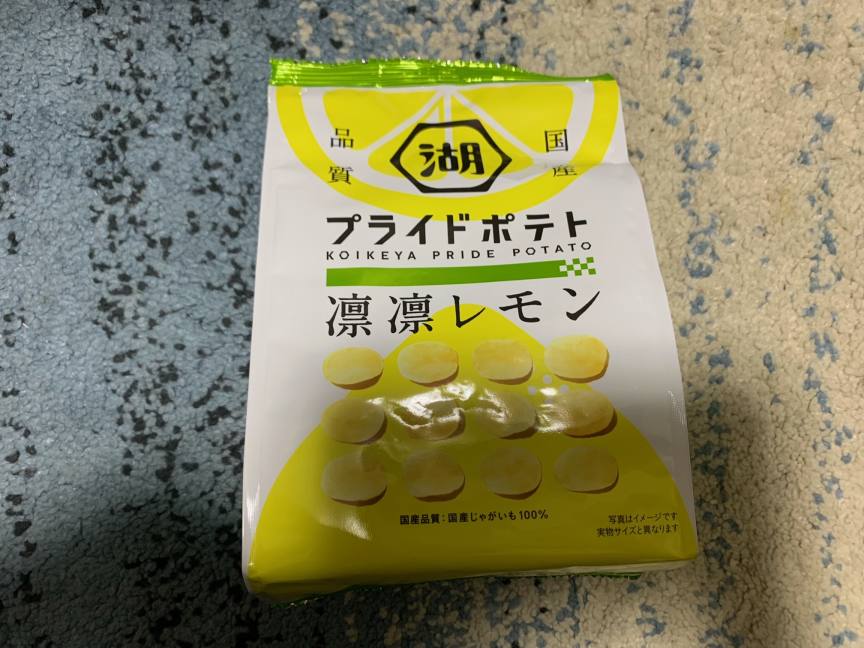 国産
品質
湖
プライドポテト
KOIKEYA PRIDE POTATO
凛凛レモン
国産品質：国産じゃがいも100%
写真はイメージです
実物サイズと異なります